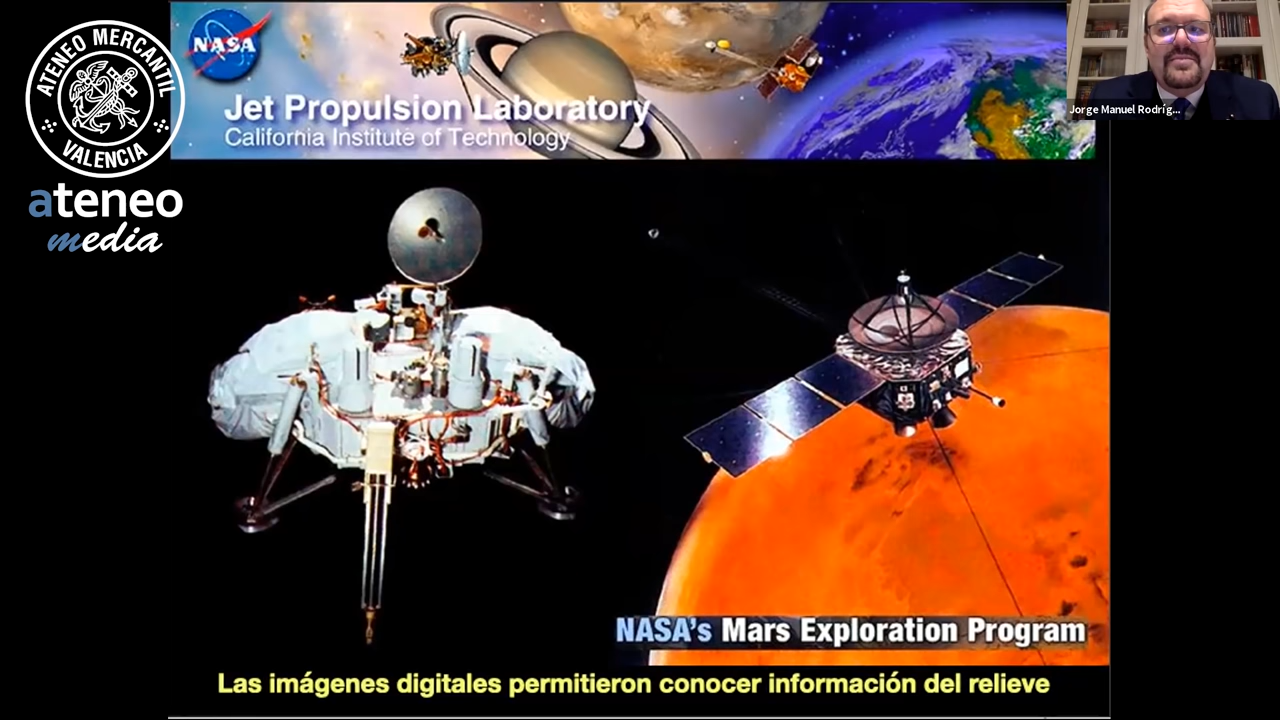 ATENEO MERCANTIL
VALENCIA
ateneo
media
NASA
Jet Propulsion Laboratory
California Institute of Technology
Jorge Manuel Rodríg...
NASA's Mars Exploration Program
Las imágenes digitales permitieron conocer información del relieve